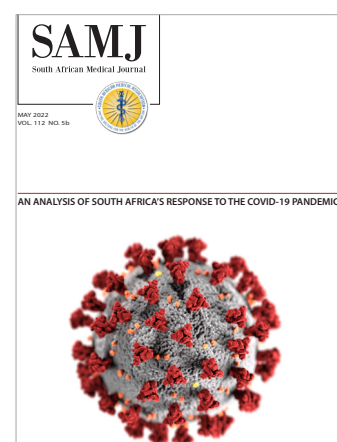 SAMJ
South African Medical Journal
MAY 2022
VOL. 112 NO. 5b
AN ANALYSIS OF SOUTH AFRICA'S RESPONSE TO THE COVID-19 PANDEMIC